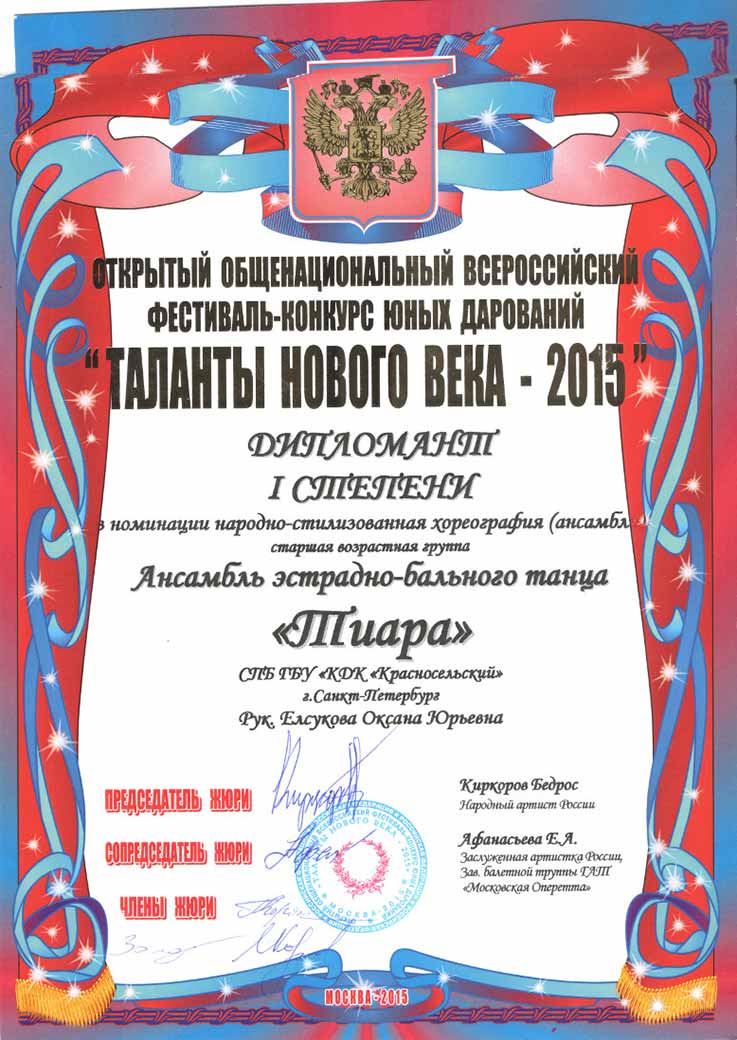 ОТКРЫТЫЙ ОБЩЕНАЦИОНАЛЬНЫЙ ВСЕРОССИЙСКИЙ
ФЕСТИВАЛЬ-КОНКУРС ЮНЫХ ДАРОВАНИЙ
“ТАЛАНТЫ НОВОГО ВЕКА - 2015”
ДИПЛОМАНТ
I СТЕПЕНИ
в номинации народно-стилизованная хореография (ансамбль
старшая возрастная группа
Ансамбль эстрадно-бального танца
«Тиара»
СПБ ГБУ «КДК «Красносельский»
г.Санкт-Петербург
Рук. Елсукова Оксана Юрьевна
ПРЕДСЕДАТЕЛЬ ЖЮРИ
Киркоров Бедрос
Народный артист России
СОПРЕДСЕДАТЕЛЬ ЖЮРИ
Афанасьева Е.А.
Заслуженная артистка России,
Зав. балетной труппы ГАТ
«Московская Оперетта»
ЧЛЕНЫ ЖЮРИ
МОСКВА-2015